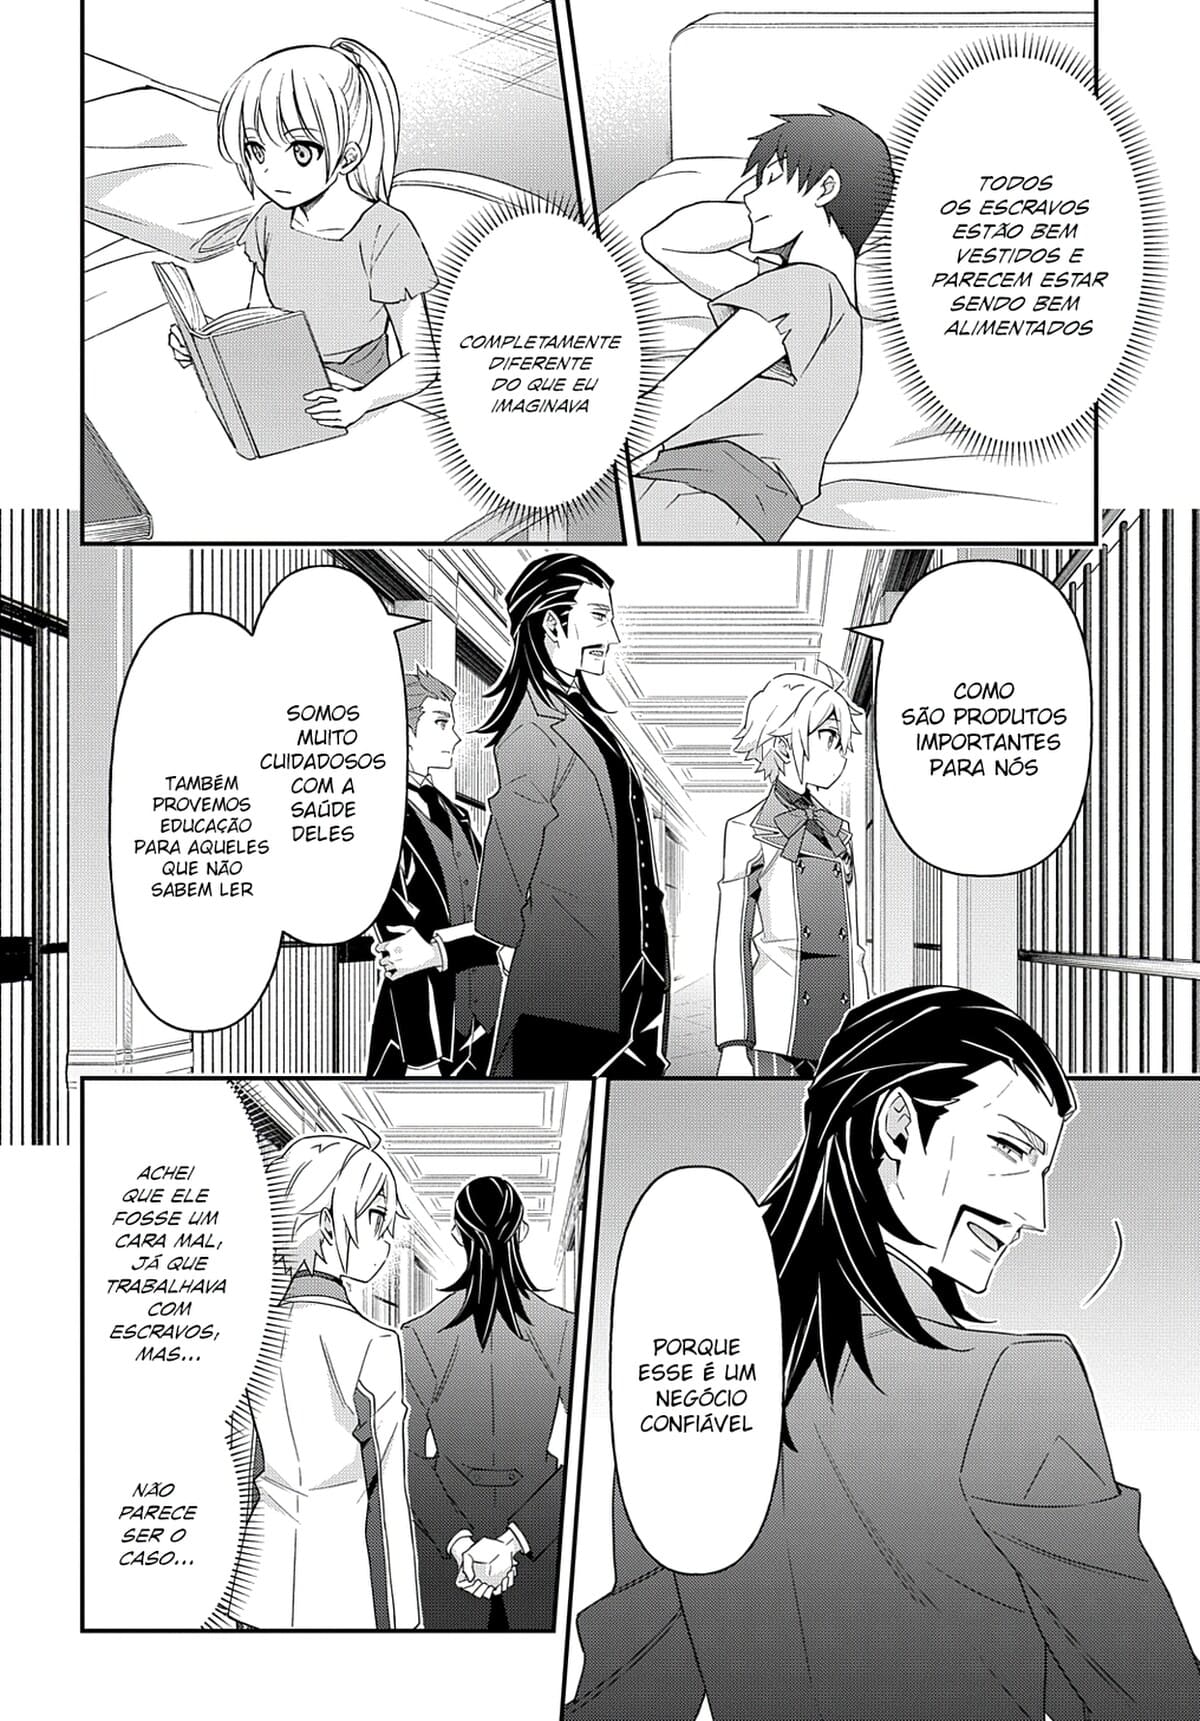 TODOS
OS ESCRAVOS
ESTÃO BEM
VESTIDOS E
PARECEM ESTAR
SENDO BEM
ALIMENTADOS
COMPLETAMENTE
DIFERENTE
DO QUE EU
IMAGINAVA
COMO
SÃO PRODUTOS
IMPORTANTES
PARA NÓS
SOMOS
MUITO
CUIDADOSOS
COM A
SAÚDE
DELES
TAMBÉM
PROVEMOS
EDUCAÇÃO
PARA AQUELES
QUE NÃO
SABEM LER
PORQUE
ESSE É UM
NEGÓCIO
CONFIÁVEL
ACHEI
QUE ELE
FOSSE UM
CARA MAL,
JÁ QUE
TRABALHAVA
COM
ESCRAVOS,
MAS...
NÃO
PARECE
SER O
CASO...